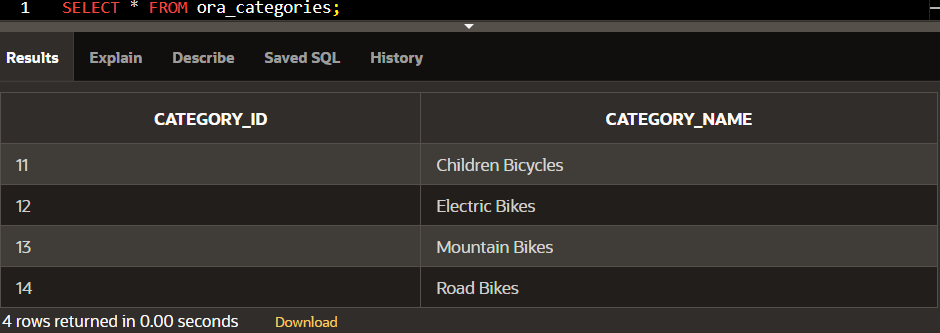 1 SELECT * FROM ora_categories;
Results Explain Describe Saved SQL History
CATEGORY_ID CATEGORY_NAME
11 Children Bicycles
12 Electric Bikes
13 Mountain Bikes
14 Road Bikes
4 rows returned in 0.00 seconds Download